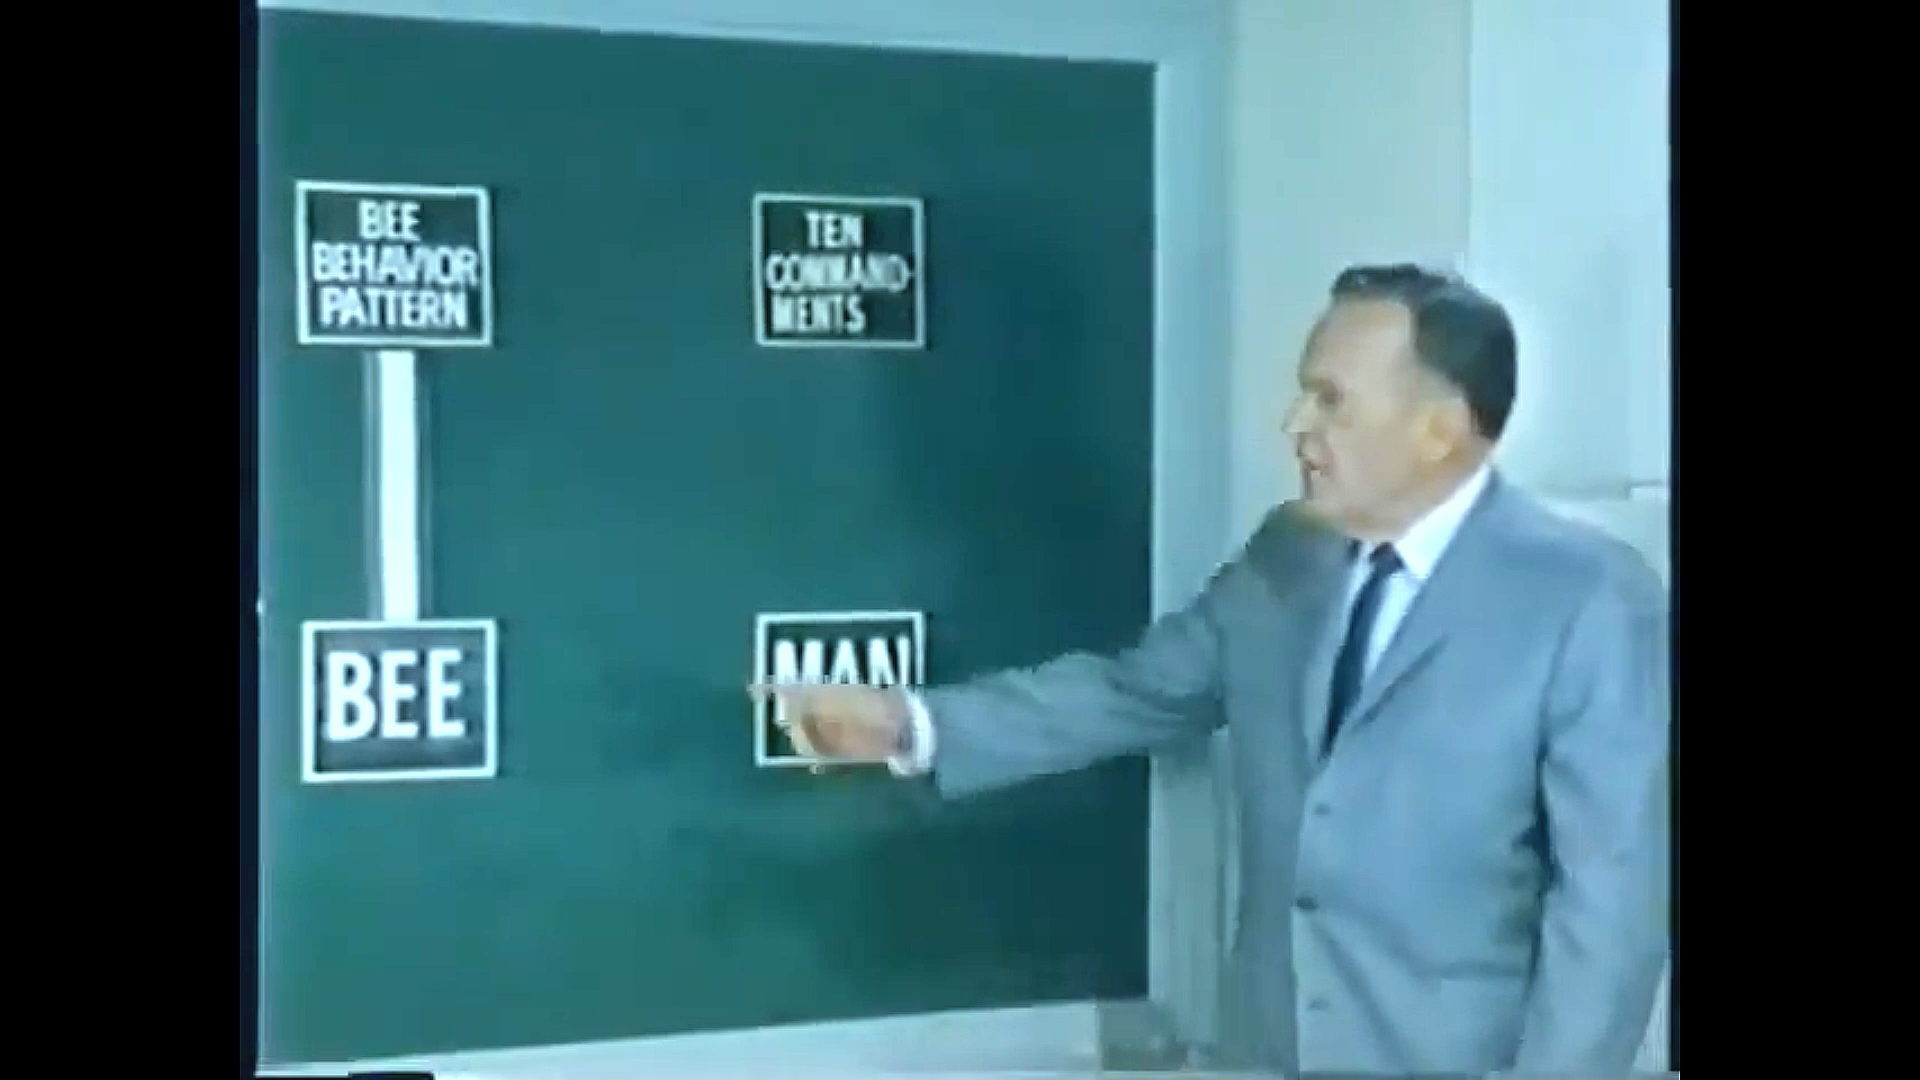 BEE
BEHAVIOR
PATTERN
TEN
COMMAND-
MENTS
BEE
MAN